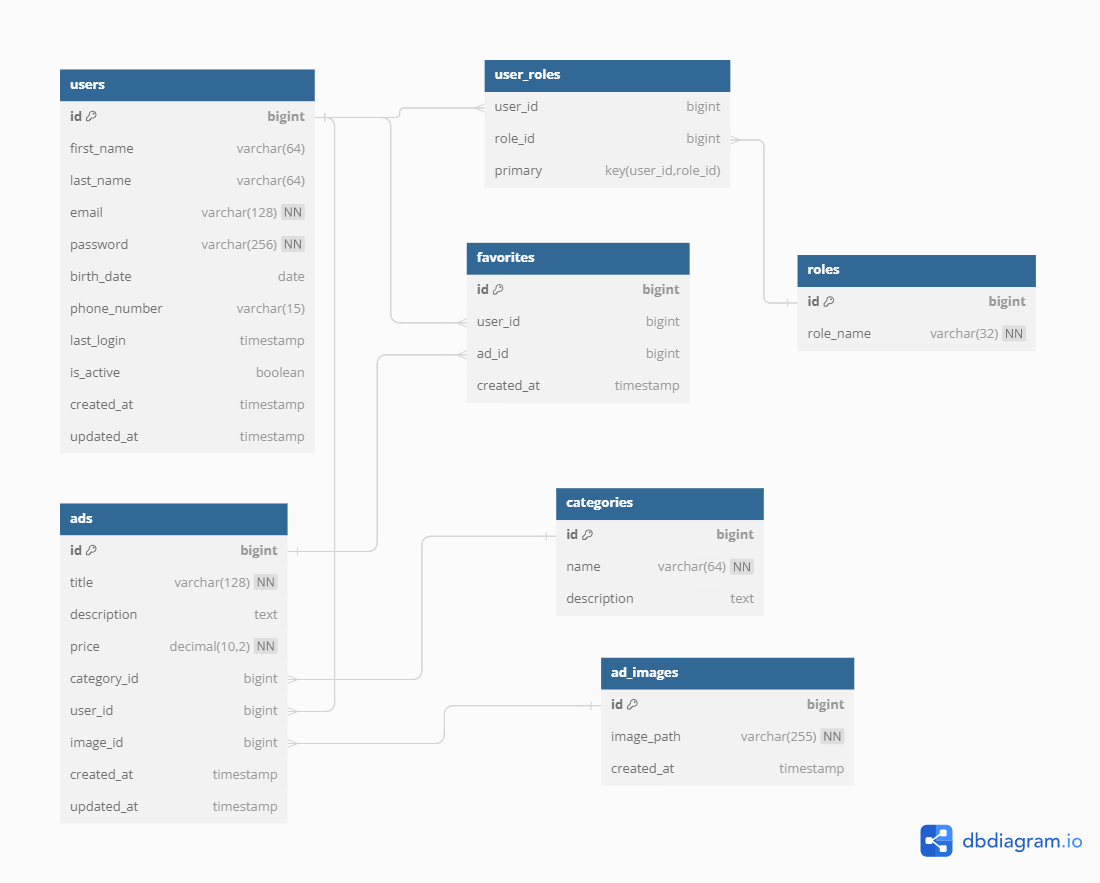 users
id bigint
first_name varchar(64)
last_name varchar(64)
email varchar(128) NN
password varchar(256) NN
birth_date date
phone_number varchar(15)
last_login timestamp
is_active boolean
created_at timestamp
updated_at timestamp
user_roles
user_id bigint
role_id bigint
primary key(user_id,role_id)
favorites
id bigint
user_id bigint
ad_id bigint
created_at timestamp
roles
id bigint
role_name varchar(32) NN
ads
id bigint
title varchar(128) NN
description text
price decimal(10,2) NN
category_id bigint
user_id bigint
image_id bigint
created_at timestamp
updated_at timestamp
categories
id bigint
name varchar(64) NN
description text
ad_images
id bigint
image_path varchar(255) NN
created_at timestamp
dbdiagram.io